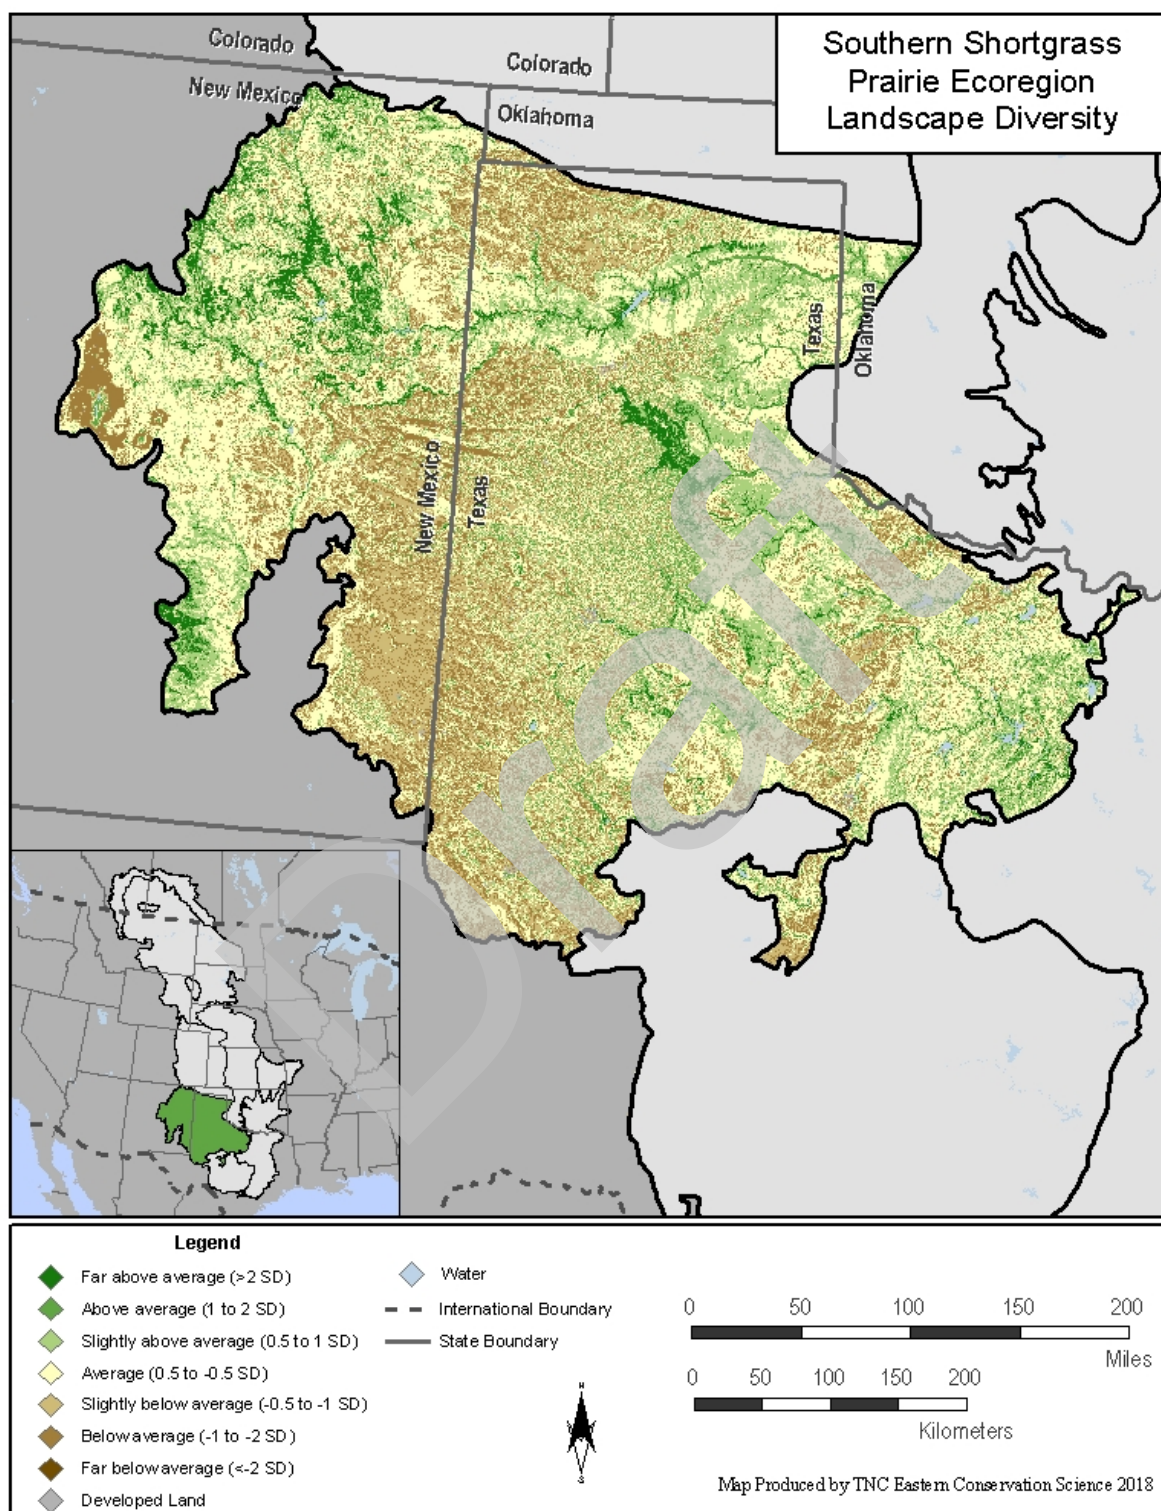 Southern Shortgrass
Prairie Ecoregion
Landscape Diversity
Colorado
Colorado
New Mexico
Oklahoma
Texas
Oklahoma
New Mexico
Texas
Draft
Legend
Far above average (>2 SD)
Above average (1 to 2 SD)
Slightly above average (0.5 to 1 SD)
Average (0.5 to -0.5 SD)
Slightly below average (-0.5 to -1 SD)
Below average (-1 to -2 SD)
Far below average (<-2 SD)
Developed Land
Water
International Boundary
State Boundary
N
S
0 50 100 150 200
Miles
0 50 100 150 200
Kilometers
Map Produced by TNC Eastern Conservation Science 2018